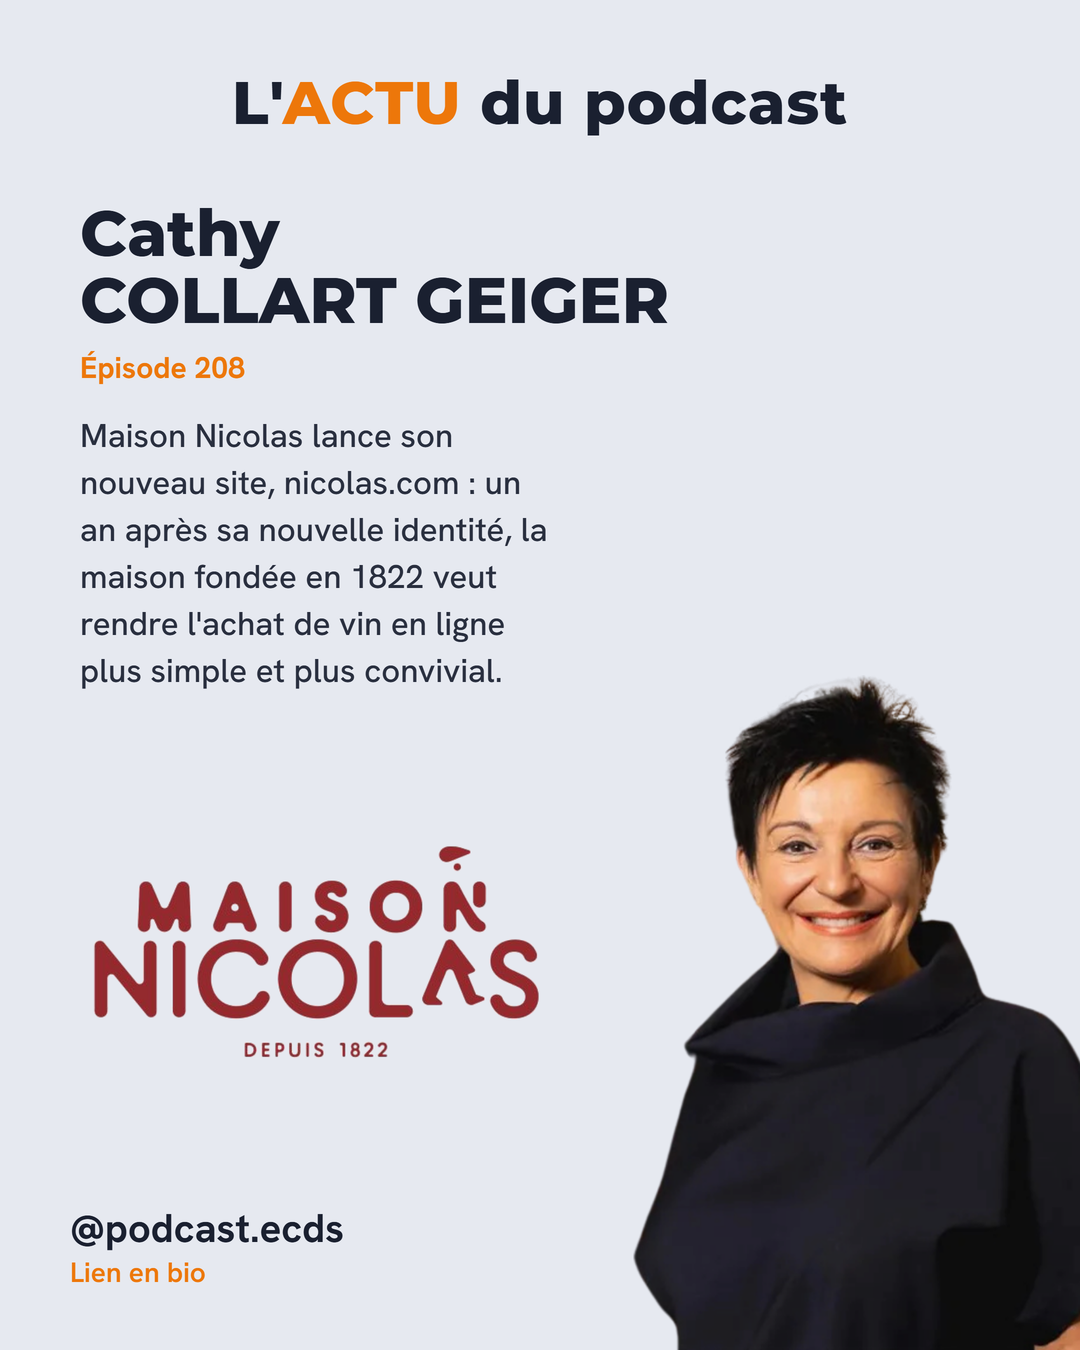 L'ACTU du podcast
Cathy
COLLART GEIGER
Épisode 208
Maison Nicolas lance son
nouveau site, nicolas.com : un
an après sa nouvelle identité, la
maison fondée en 1822 veut
rendre l'achat de vin en ligne
plus simple et plus convivial.
MAISON
NICOLAS
DEPUIS 1822
@podcast.ecds
Lien en bio